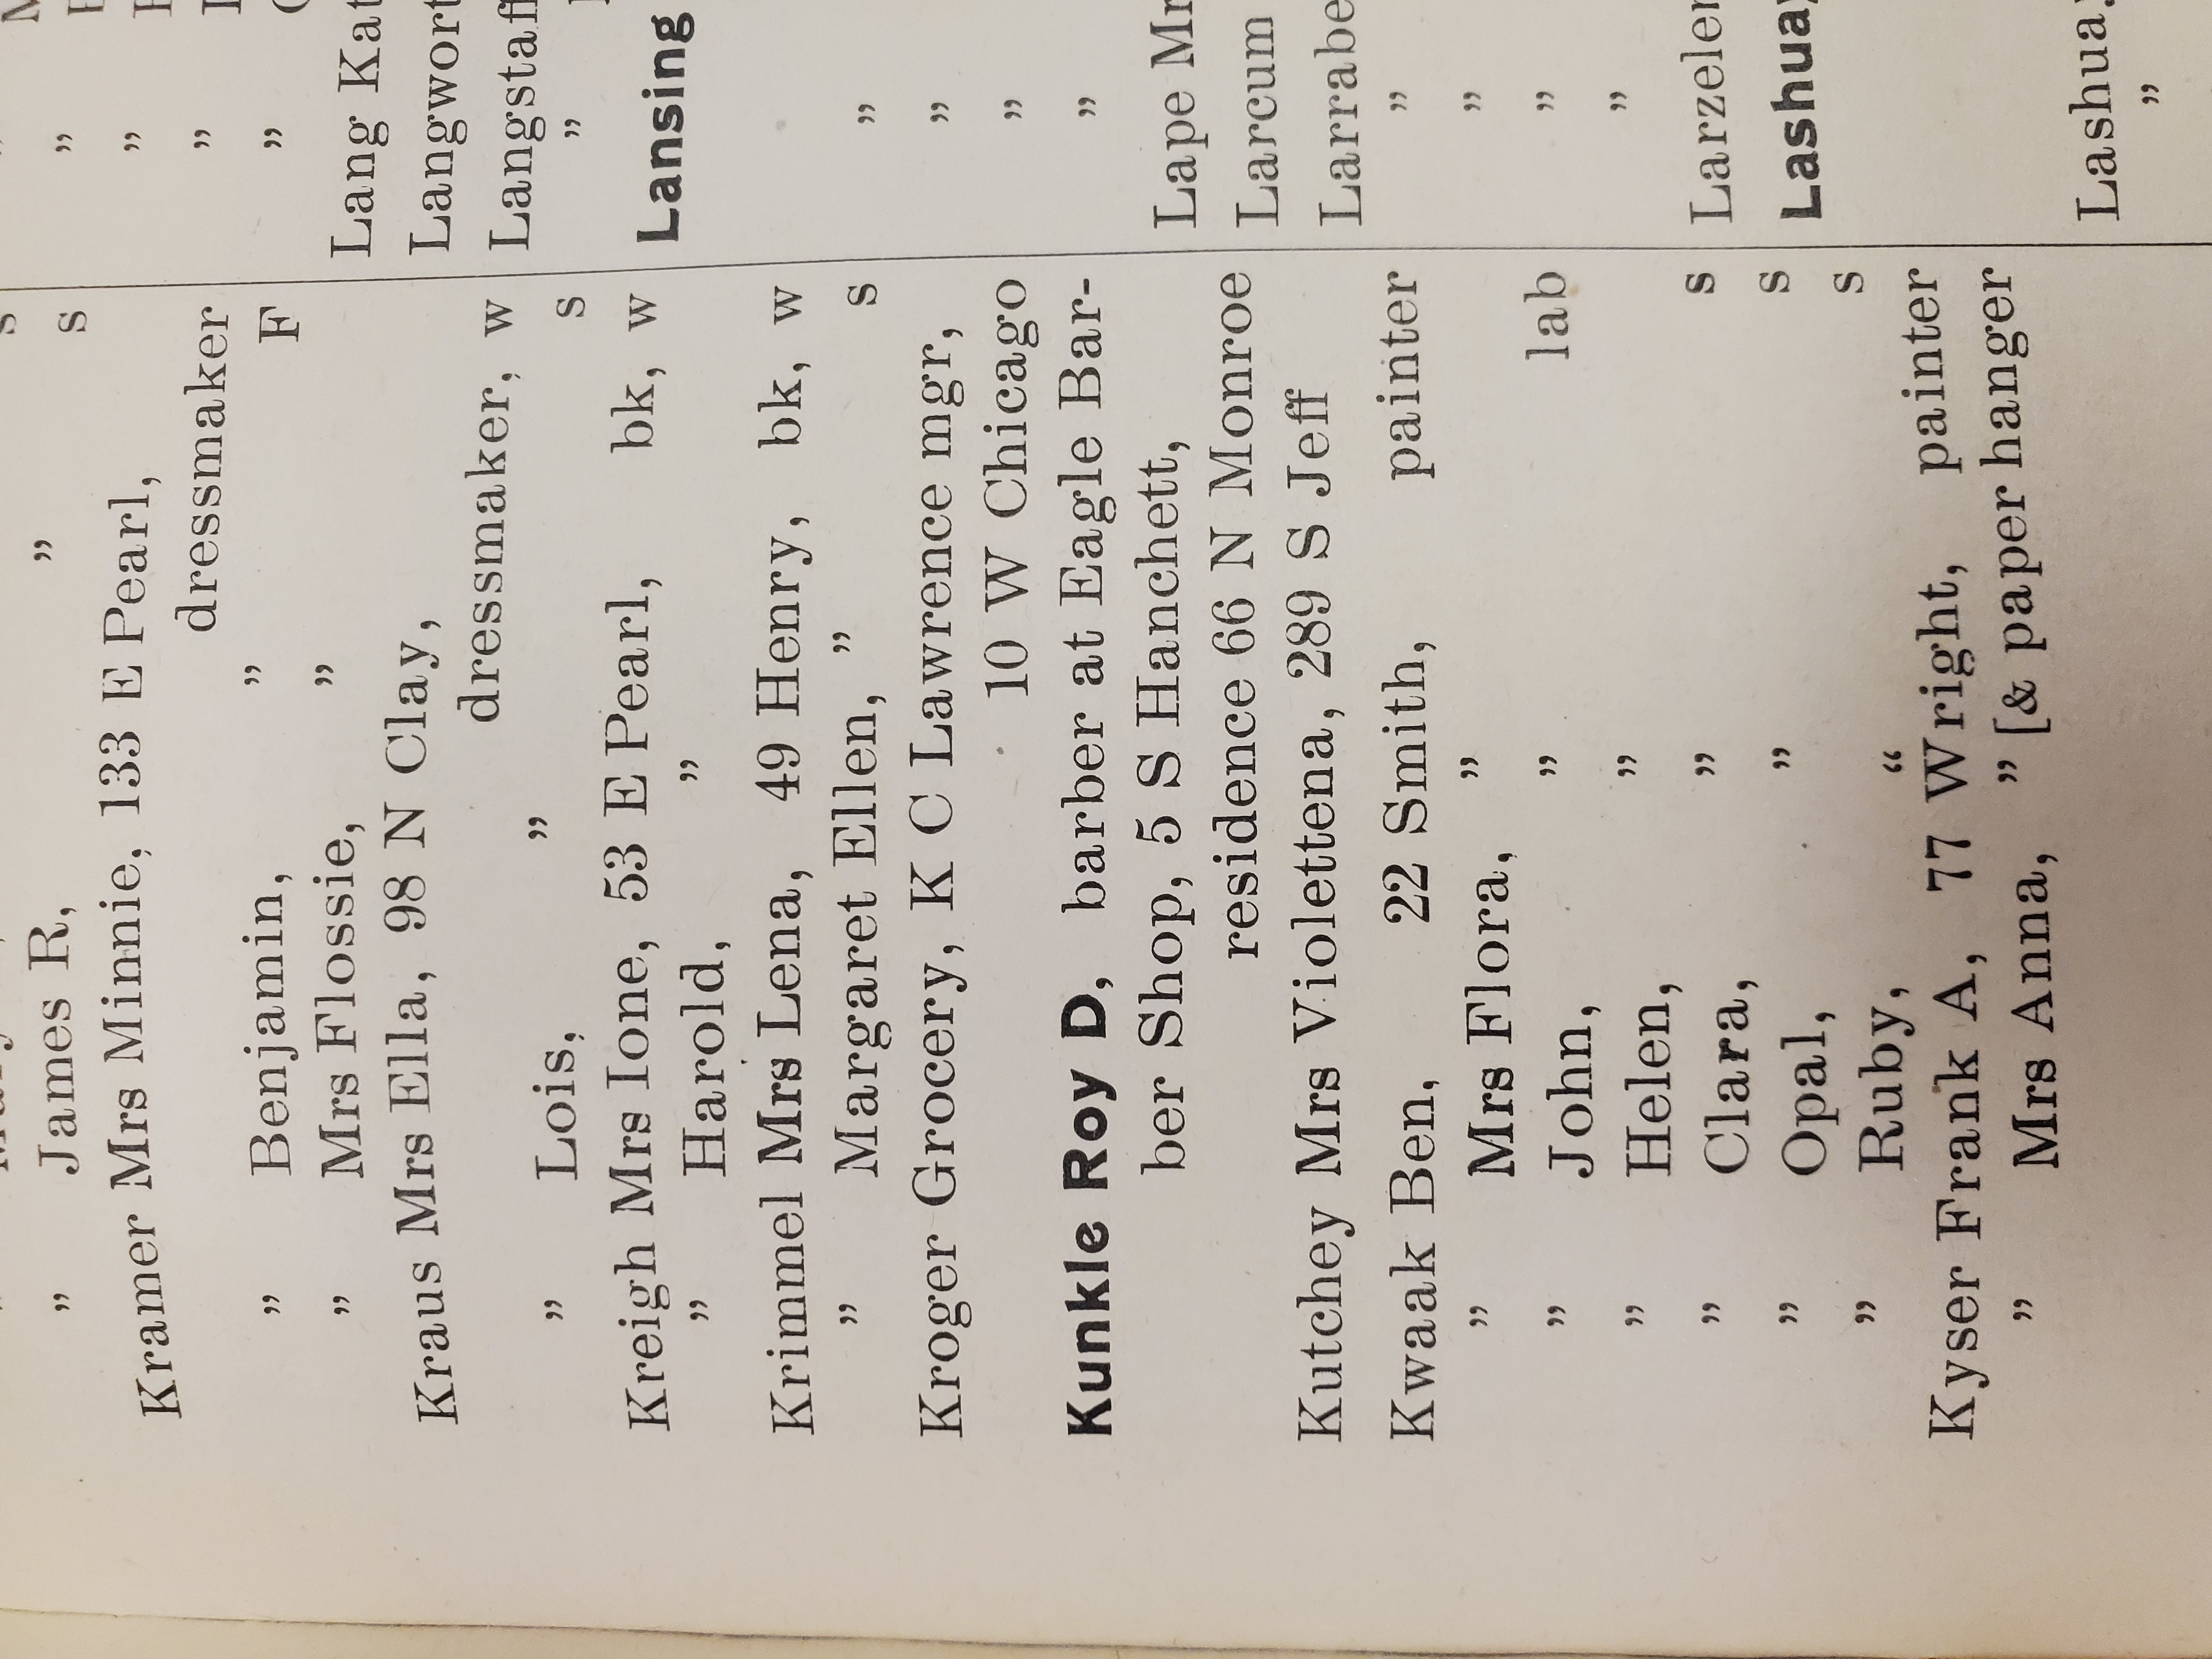 s
„ James R, „ s
Kramer Mrs Minnie, 133 E Pearl,
dressmaker
„ Benjamin, „ F
„ Mrs Flossie, „
Kraus Mrs Ella, 98 N Clay,
dressmaker, w
„ Lois, „ s
Kreigh Mrs Ione, 53 E Pearl, bk, w
„ Harold, „
Krimmel Mrs Lena, 49 Henry, bk, w
„ Margaret Ellen, „ s
Kroger Grocery, K C Lawrence mgr,
10 W Chicago
Kunkle Roy D, barber at Eagle Bar-
ber Shop, 5 S Hanchett,
residence 66 N Monroe
Kutchey Mrs Violettena, 289 S Jeff
Kwaak Ben, 22 Smith, painter
„ Mrs Flora, „
„ John, „ lab
„ Helen, „
„ Clara, „ s
„ Opal, „ s
„ Ruby, “ s
Kyser Frank A, 77 Wright, painter
„ Mrs Anna, „ [& paper hanger
„
„
„
„
„
Lang Kat
Langwort
Langstaff
„
Lansing
„
„
„
„
Lape Mr
Larcum
Larrabe
„
„
„
„
Larzeler
Lashuay
Lashua
„